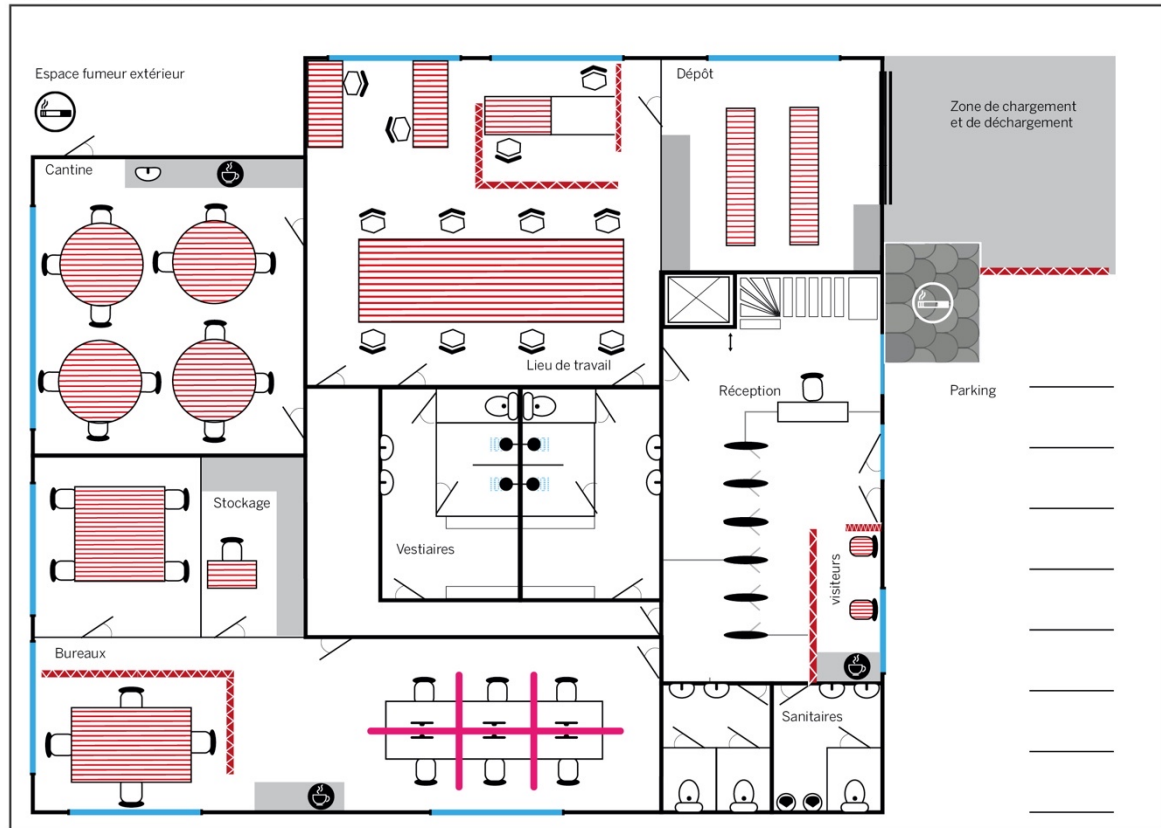 Espace fumeur extérieur
Dépôt
Zone de chargement
et de déchargement
Cantine
Lieu de travail
Réception
Parking
Stockage
Vestiaires
visiteurs
Bureaux
Sanitaires